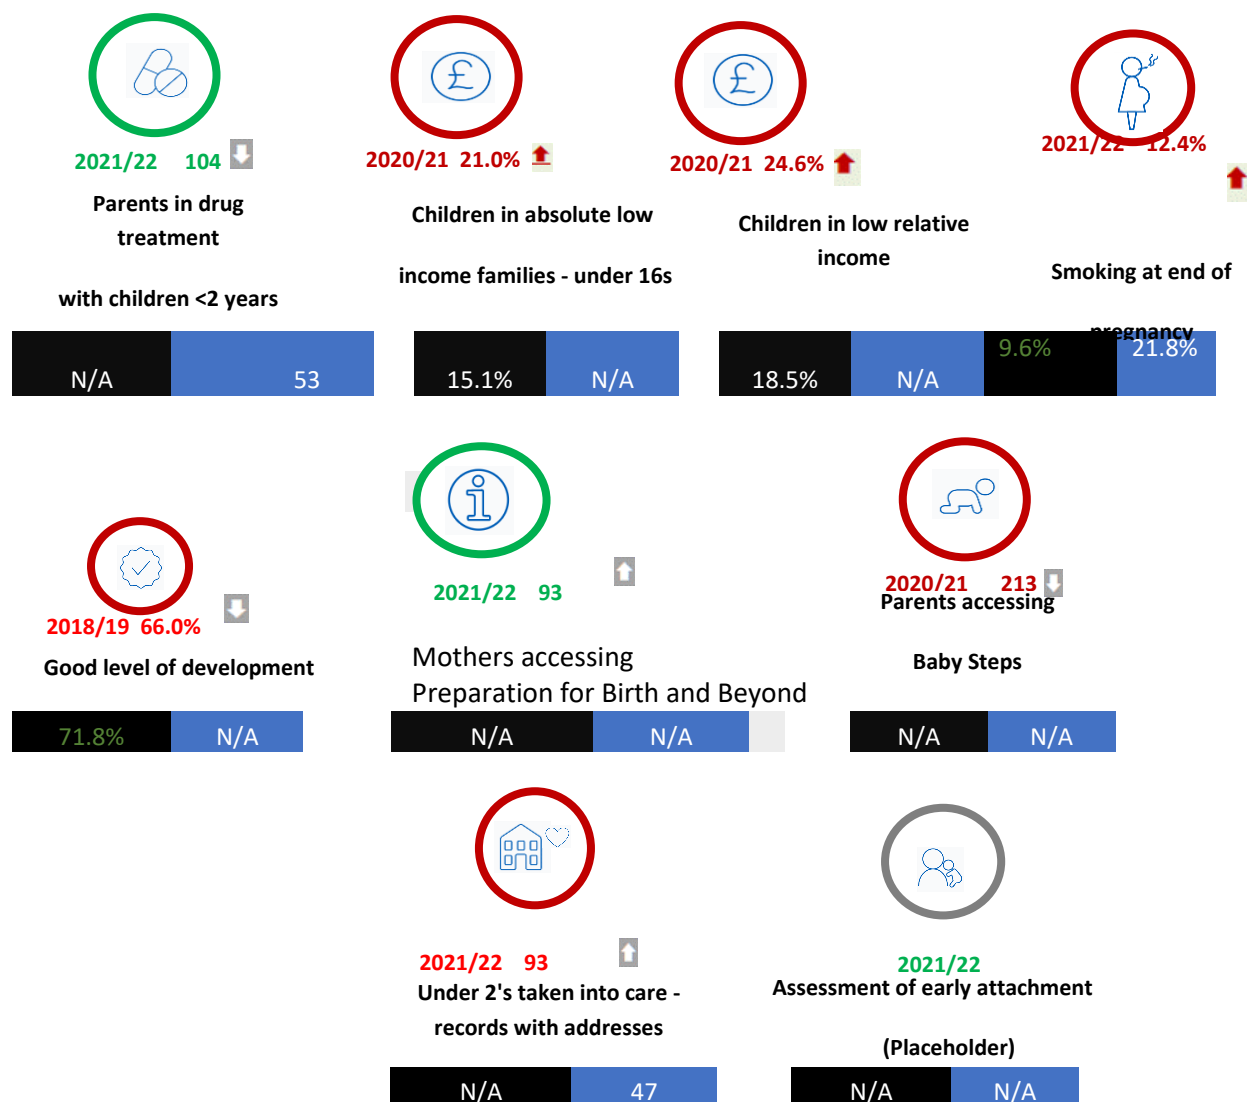 2021/22 104
Parents in drug
treatment
with children <2 years
N/A 53
2020/21 21.0%
Children in absolute low
income families - under 16s
15.1% N/A
2020/21 24.6%
Children in low relative
income
18.5% N/A
2021/22 12.4%
Smoking at end of
pregnancy
9.6% 21.8%
2018/19 66.0%
Good level of development
71.8% N/A
2021/22 93
Mothers accessing
Preparation for Birth and Beyond
N/A N/A
2020/21 213
Parents accessing
Baby Steps
N/A N/A
2021/22 93
Under 2's taken into care -
records with addresses
N/A 47
2021/22
Assessment of early attachment
(Placeholder)
N/A N/A